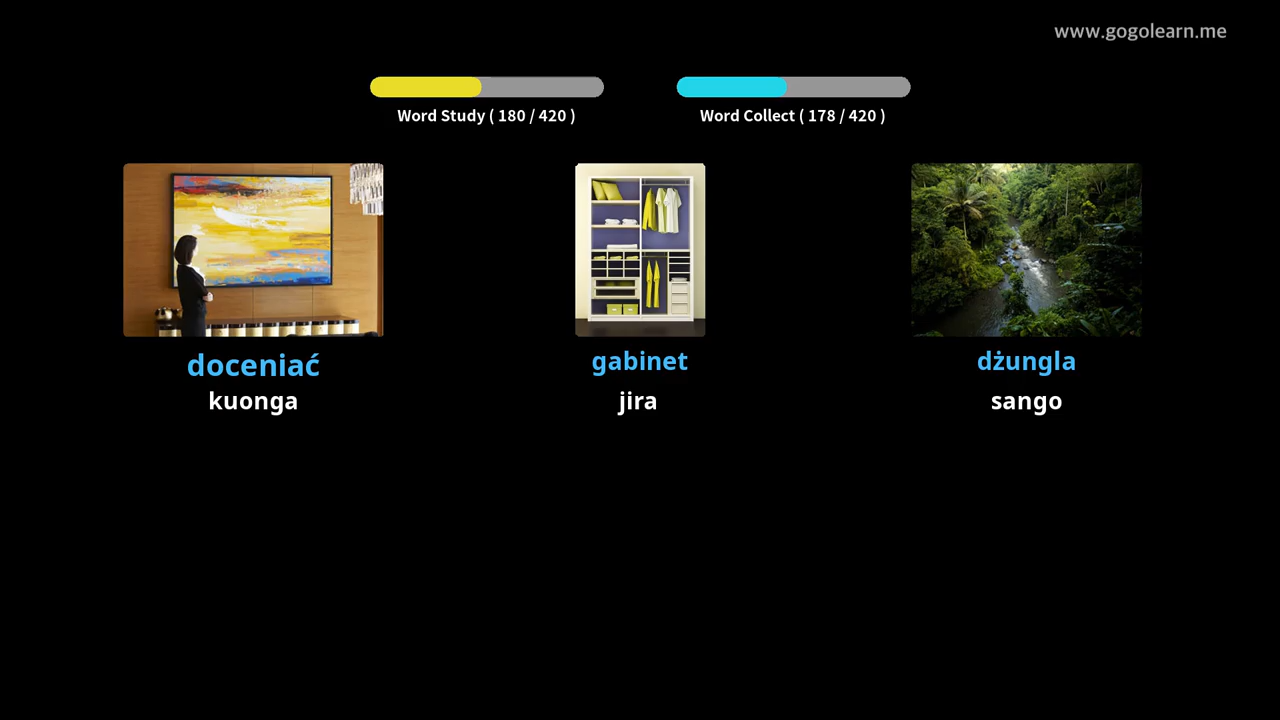 www.gogolearn.me
Word Study ( 180 / 420 )
Word Collect ( 178 / 420 )
doceniać
gabinet
dżungla
kuonga
jira
sango